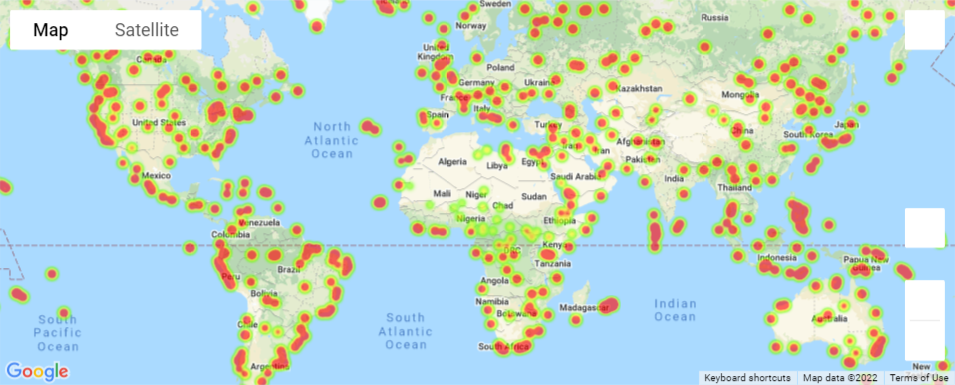 Map
Satellite
Sweden
Russia
Norway
Canada
United
Kingdom
Poland
Germany
Ukraine
Kazakhstan
France
Mongolia
Italy
Spain
Turkey
United States
North
Atlantic
Ocean
China
Japan
South Korea
Afghanistan
Iraq
Iran
Pakistan
Algeria
Libya
Egypt
Saudi Arabia
India
Mexico
Mali
Niger
Chad
Sudan
Thailand
Nigeria
Ethiopia
Venezuela
Colombia
DRC
Kenya
Indonesia
Papua New
Guinea
Tanzania
Brazil
Peru
Angola
Bolivia
Namibia
Botswana
Madagascar
Indian
Ocean
South
Pacific
Ocean
South
Atlantic
Ocean
Chile
Australia
South Africa
Argentina
New
Google
Keyboard shortcuts
Map data ©2022
Terms of Use